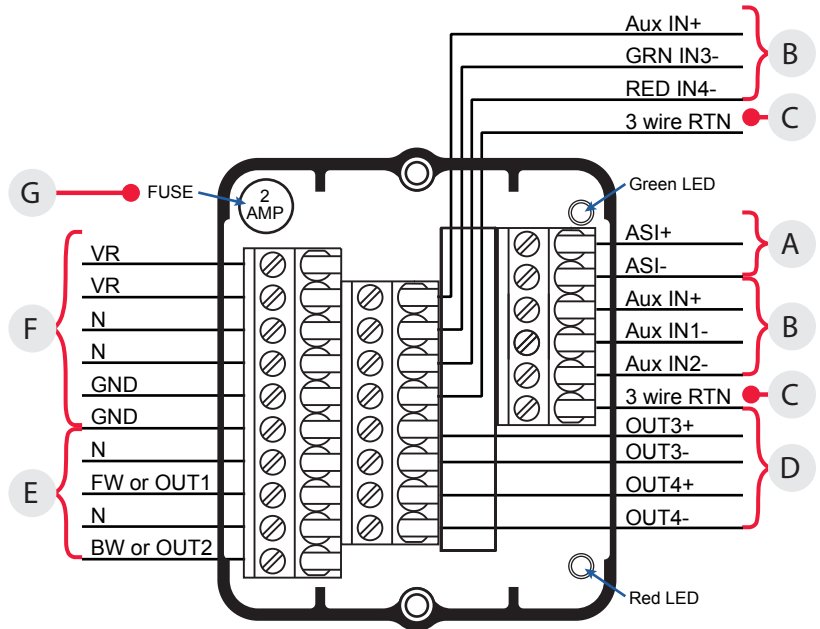 Aux IN+
GRN IN3-
RED IN4-
B
3 wire RTN
C
G
FUSE
2
AMP
Green LED
VR
VR
N
N
GND
GND
F
N
FW or OUT1
N
BW or OUT2
E
ASI+
ASI-
A
Aux IN+
Aux IN1-
Aux IN2-
B
3 wire RTN
C
OUT3+
OUT3-
OUT4+
OUT4-
D
Red LED